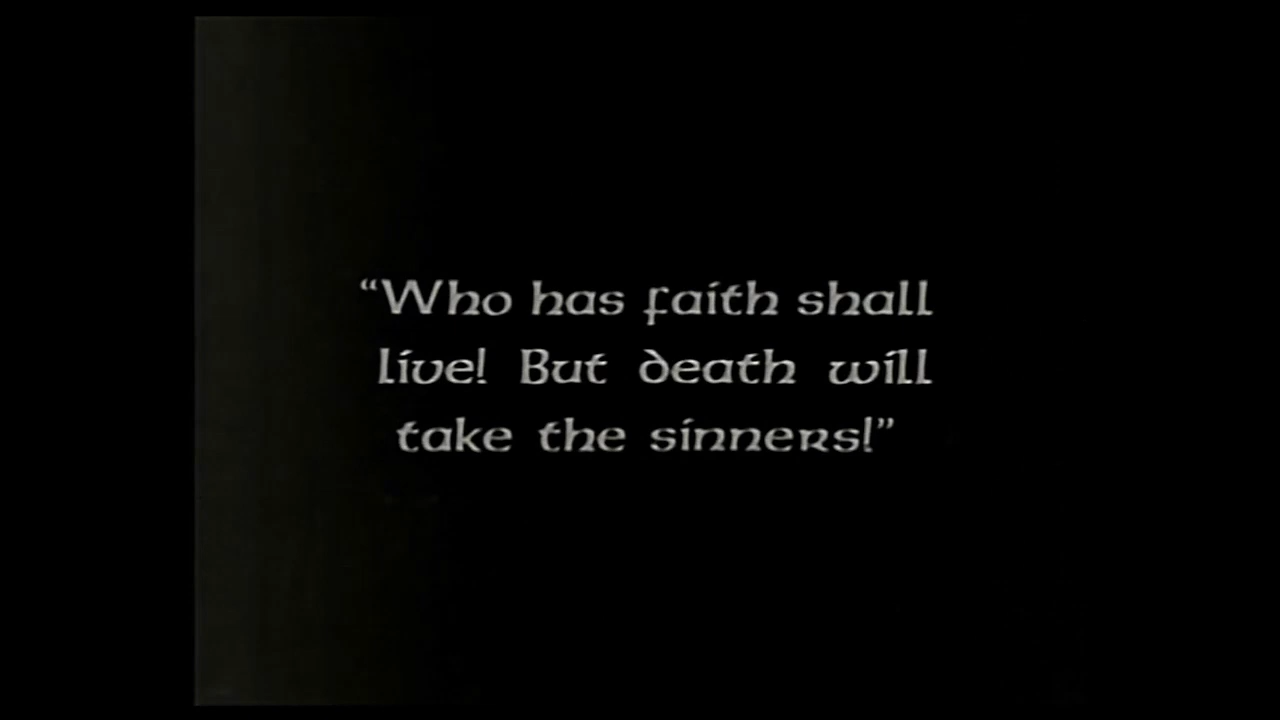 “Who has faith shall
live! But death will
take the sinners!”